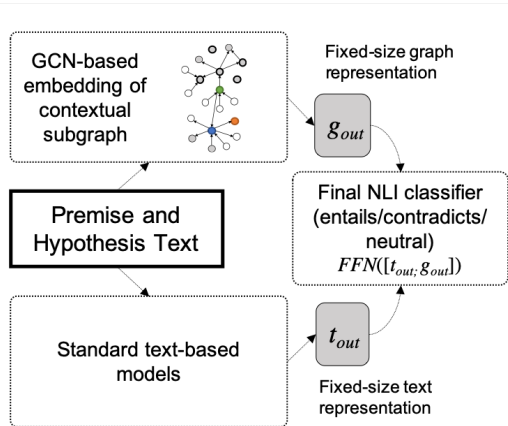 GCN-based
embedding of
contextual
subgraph
Fixed-size graph
representation
g_out
Premise and
Hypothesis Text
Final NLI classifier
(entails/contradicts/
neutral)
FFN([t_out; g_out])
Standard text-based
models
t_out
Fixed-size text
representation